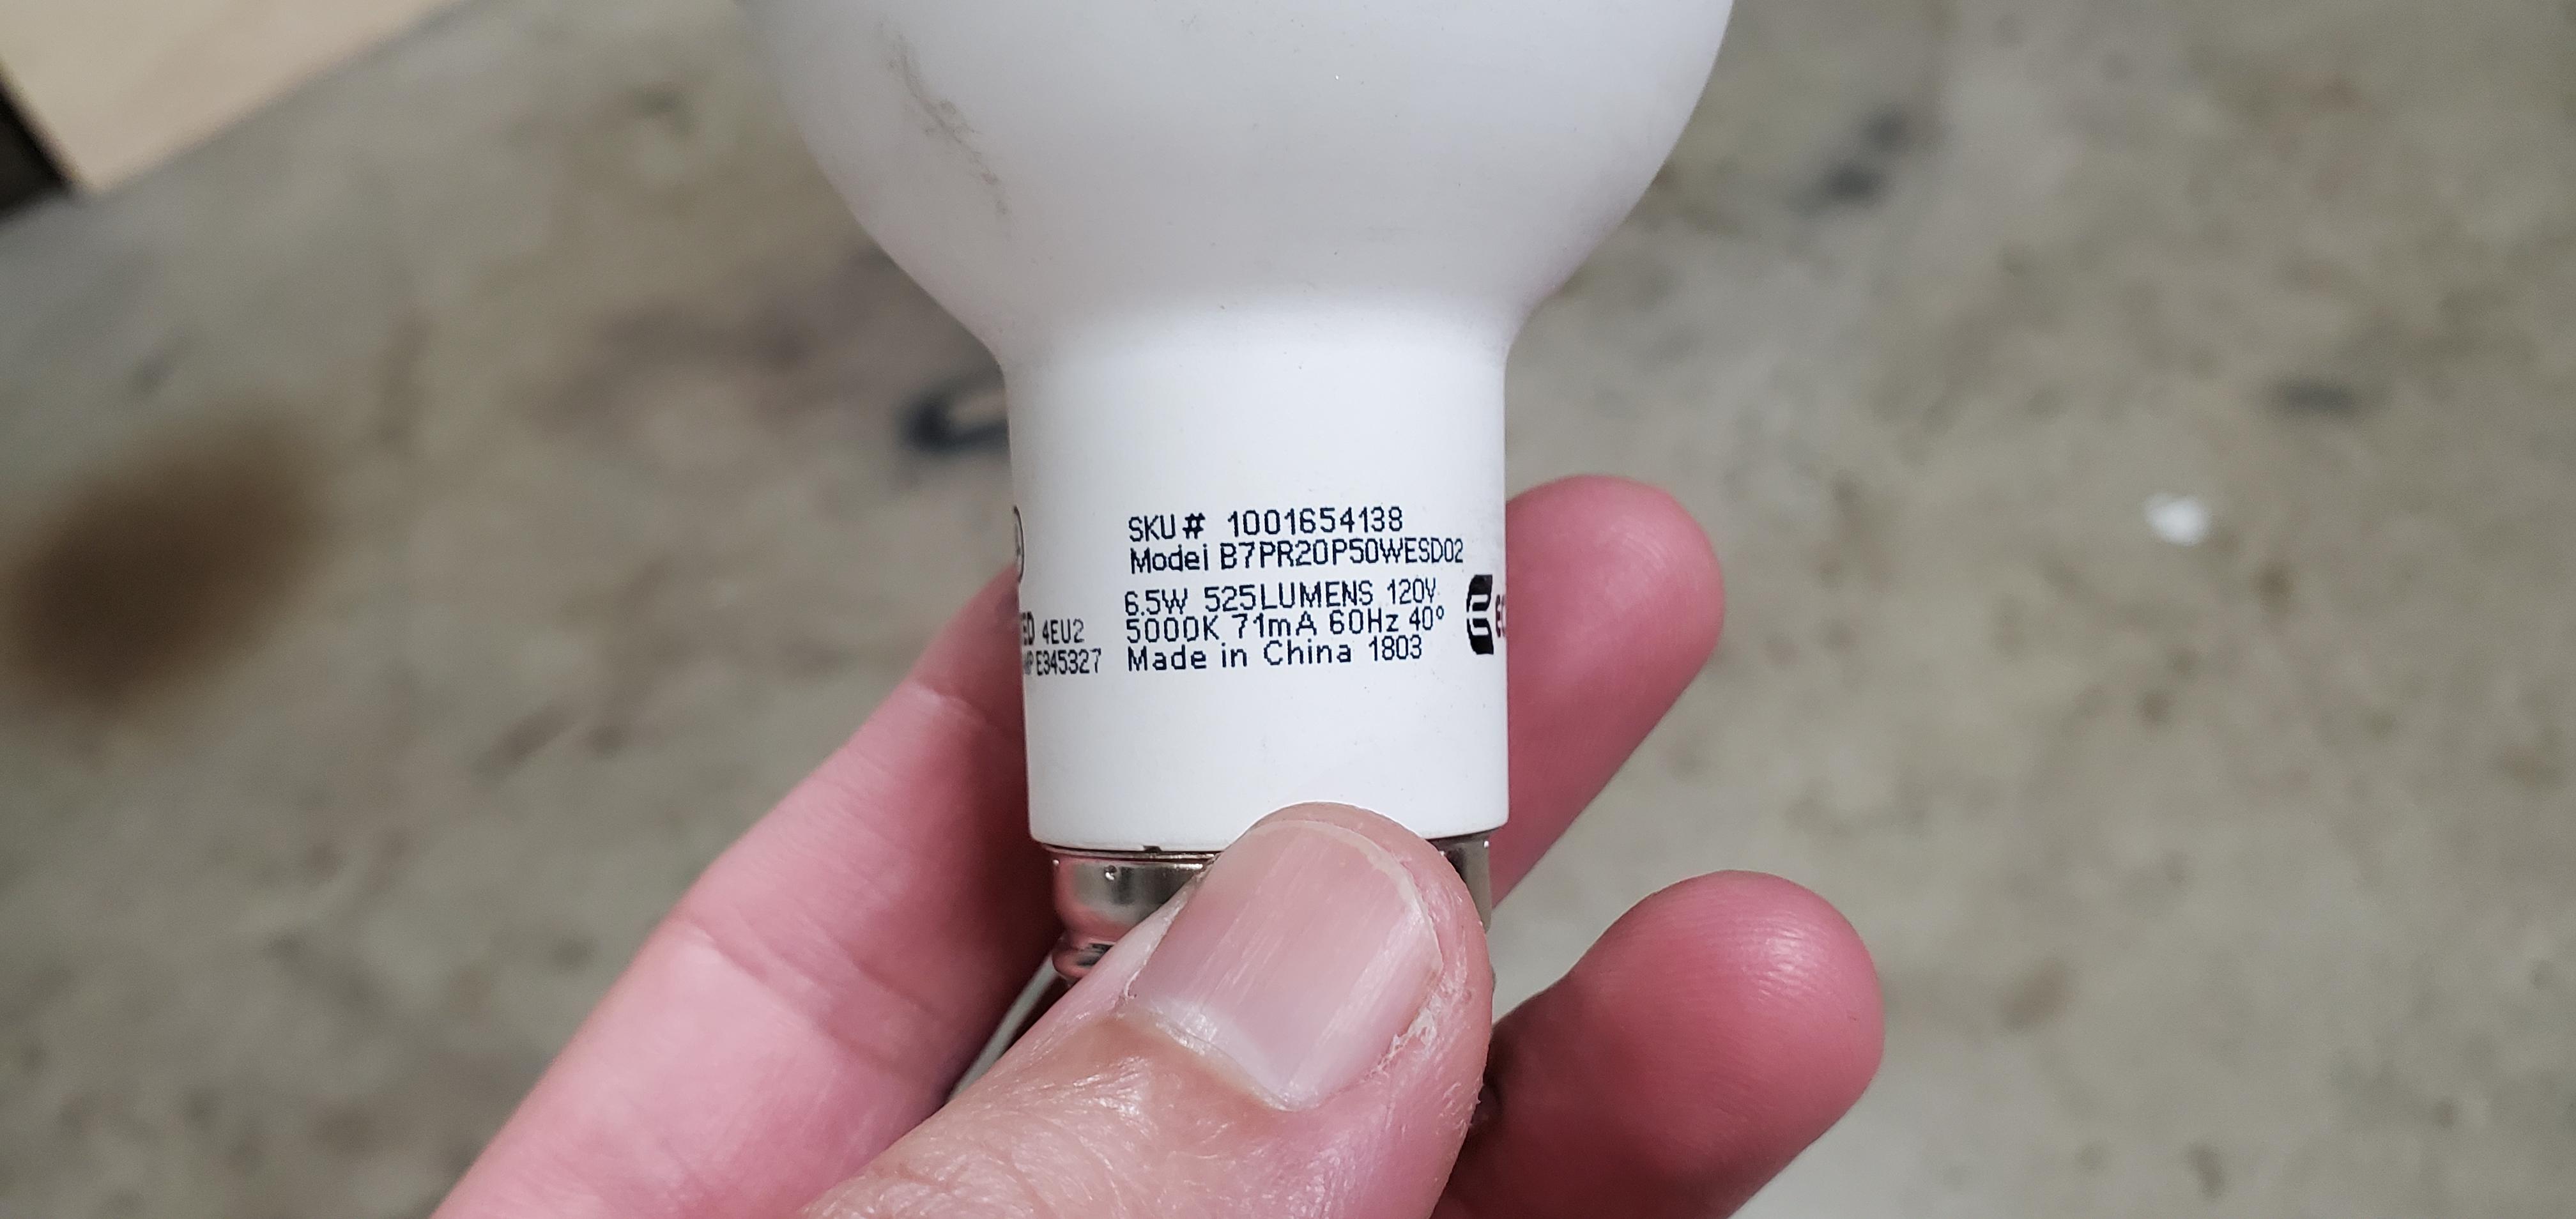 SKU# 1001654138
Model B7PR20P50WESD02
6.5W 525LUMENS 120V
5000K 71mA 60Hz 40°
Made in China 1803
4EU2
E345327